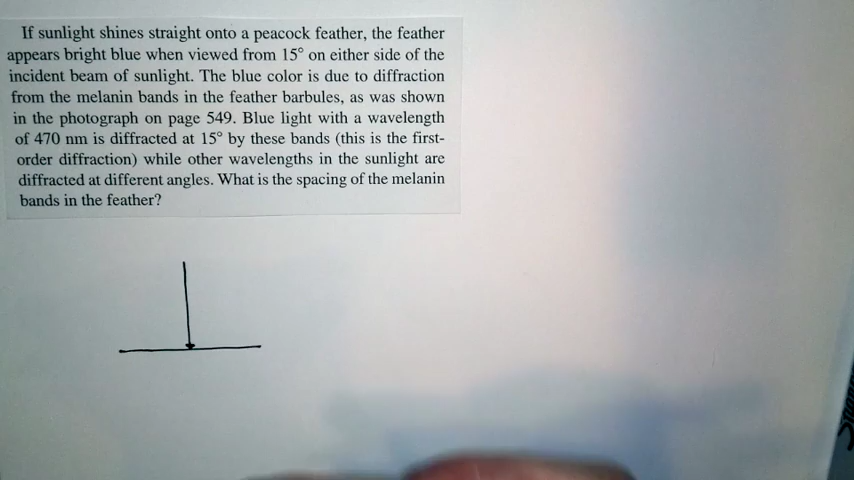 If sunlight shines straight onto a peacock feather, the feather
appears bright blue when viewed from 15° on either side of the
incident beam of sunlight. The blue color is due to diffraction
from the melanin bands in the feather barbules, as was shown
in the photograph on page 549. Blue light with a wavelength
of 470 nm is diffracted at 15° by these bands (this is the first-
order diffraction) while other wavelengths in the sunlight are
diffracted at different angles. What is the spacing of the melanin
bands in the feather?